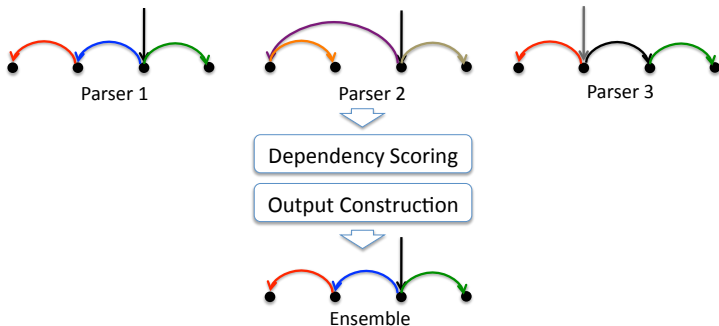 Parser 1
Parser 2
Parser 3
Dependency Scoring
Output Construction
Ensemble